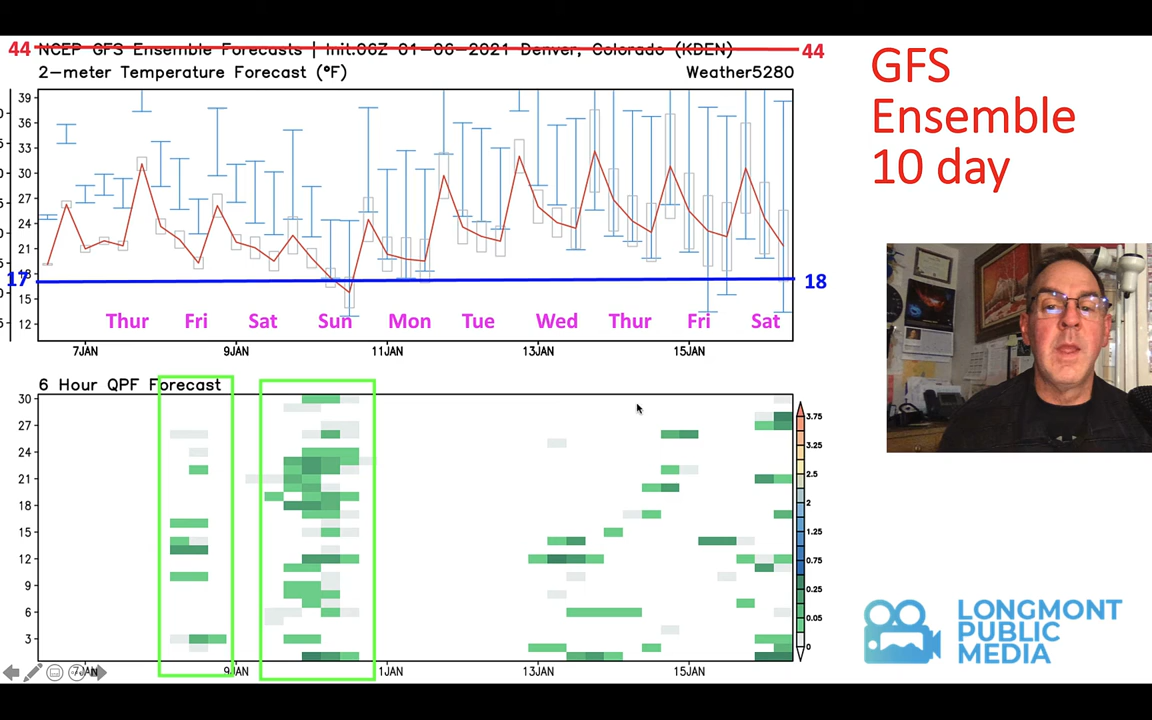 44 NCEP GFS Ensemble Forecasts | Init:06Z 01-06-2021 Denver, Colorado (KDEN) 44
2-meter Temperature Forecast (°F) Weather5280
39
36
33
30
27
24
21
18
15
12
17 18
Thur Fri Sat Sun Mon Tue Wed Thur Fri Sat
7JAN 9JAN 11JAN 13JAN 15JAN
6 Hour QPF Forecast
30
27
24
21
18
15
12
9
6
3
9JAN 13JAN 15JAN
3.75
3.25
2.5
2
1.25
0.75
0.25
0.05
0
GFS
Ensemble
10 day
LONGMONT
PUBLIC
MEDIA